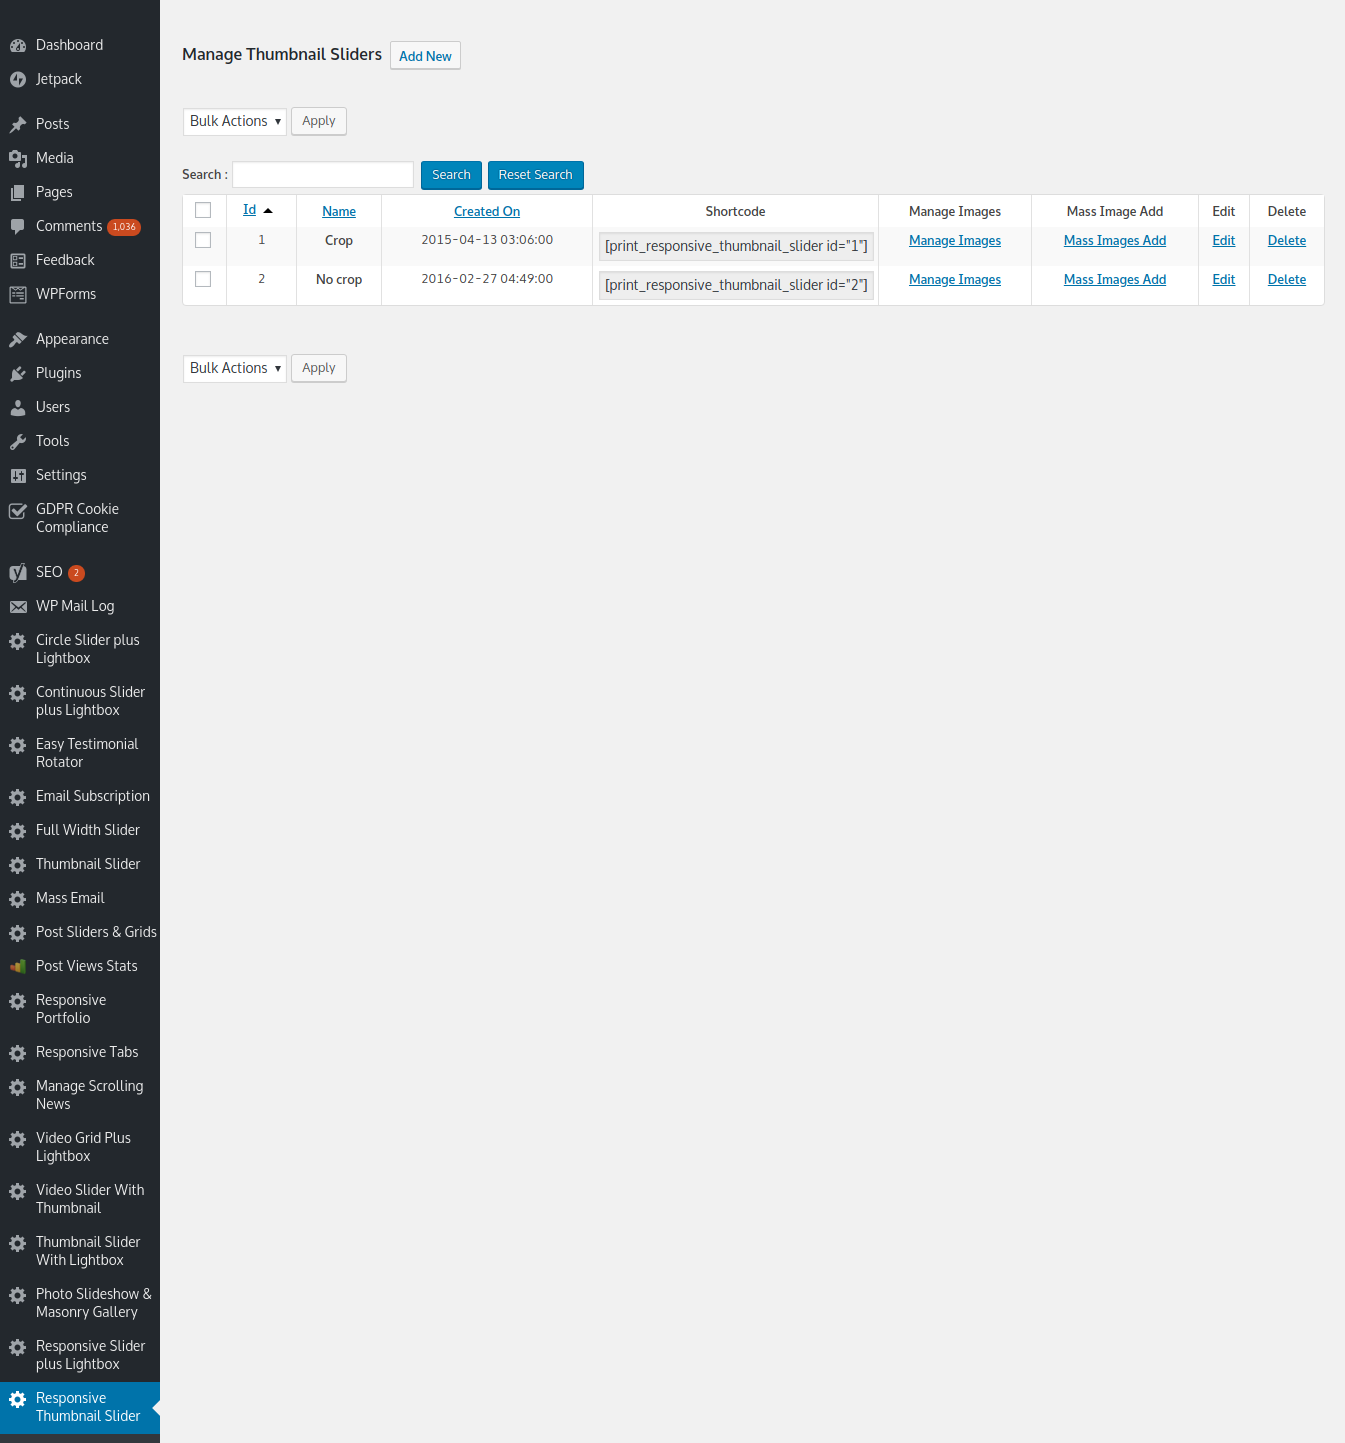 Dashboard
Jetpack
Posts
Media
Pages
Comments 1,036
Feedback
WPForms
Appearance
Plugins
Users
Tools
Settings
GDPR Cookie
Compliance
SEO 2
WP Mail Log
Circle Slider plus
Lightbox
Continuous Slider
plus Lightbox
Easy Testimonial
Rotator
Email Subscription
Full Width Slider
Thumbnail Slider
Mass Email
Post Sliders & Grids
Post Views Stats
Responsive
Portfolio
Responsive Tabs
Manage Scrolling
News
Video Grid Plus
Lightbox
Video Slider With
Thumbnail
Thumbnail Slider
With Lightbox
Photo Slideshow &
Masonry Gallery
Responsive Slider
plus Lightbox
Responsive
Thumbnail Slider
Manage Thumbnail Sliders Add New
Bulk Actions Apply
Search : Search Reset Search
Id Name Created On Shortcode Manage Images Mass Image Add Edit Delete
1 Crop 2015-04-13 03:06:00 [print_responsive_thumbnail_slider id="1"] Manage Images Mass Images Add Edit Delete
2 No crop 2016-02-27 04:49:00 [print_responsive_thumbnail_slider id="2"] Manage Images Mass Images Add Edit Delete
Bulk Actions Apply